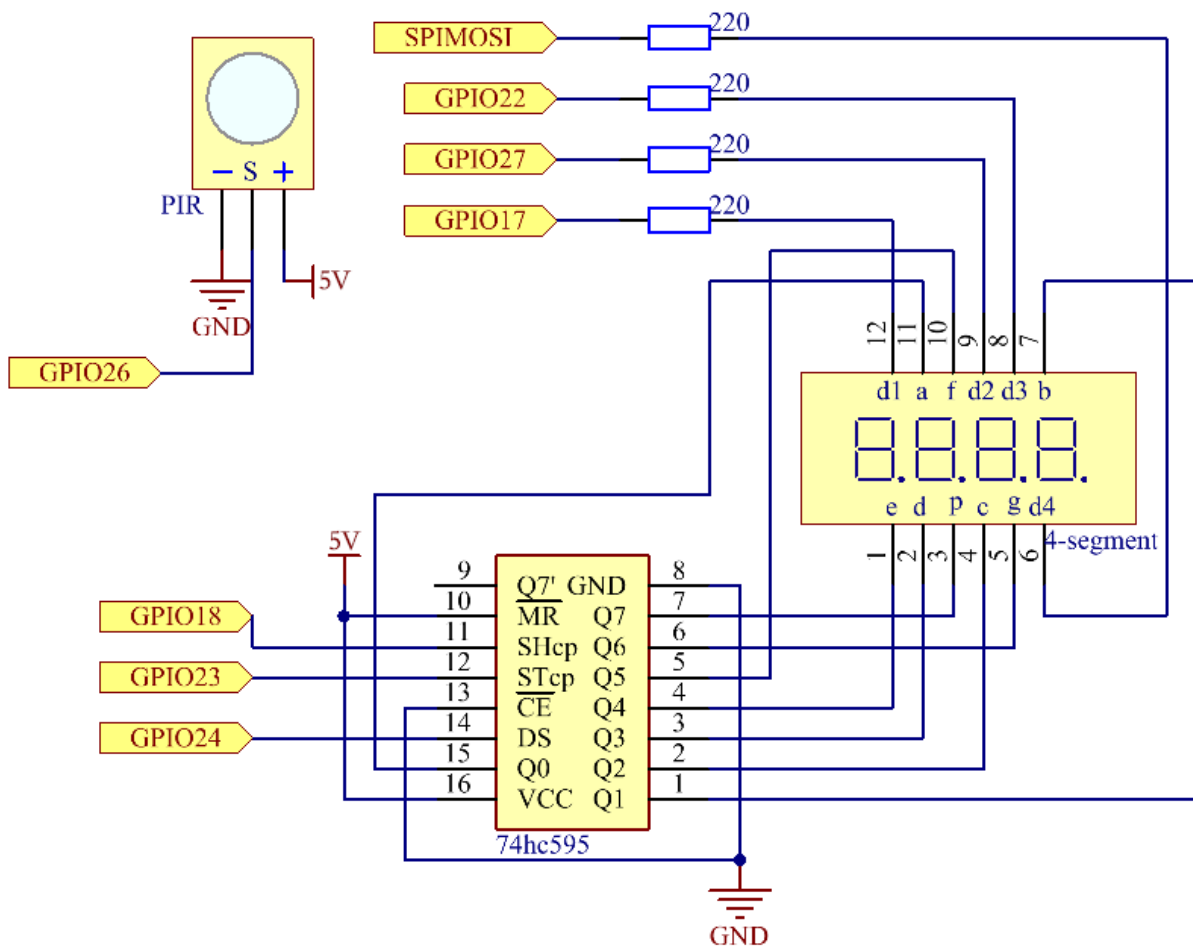 SPIMOSI 220
GPIO22 220
GPIO27 220
GPIO17 220
− S +
PIR
5V
GND
GPIO26
12 11 10 9 8 7
d1 a f d2 d3 b
e d p c g d4
1 2 3 4 5 6
4-segment
5V
9 Q7' GND 8
10 MR Q7 7
11 SHcp Q6 6
12 STcp Q5 5
13 CE Q4 4
14 DS Q3 3
15 Q0 Q2 2
16 VCC Q1 1
GPIO18
GPIO23
GPIO24
74hc595
GND